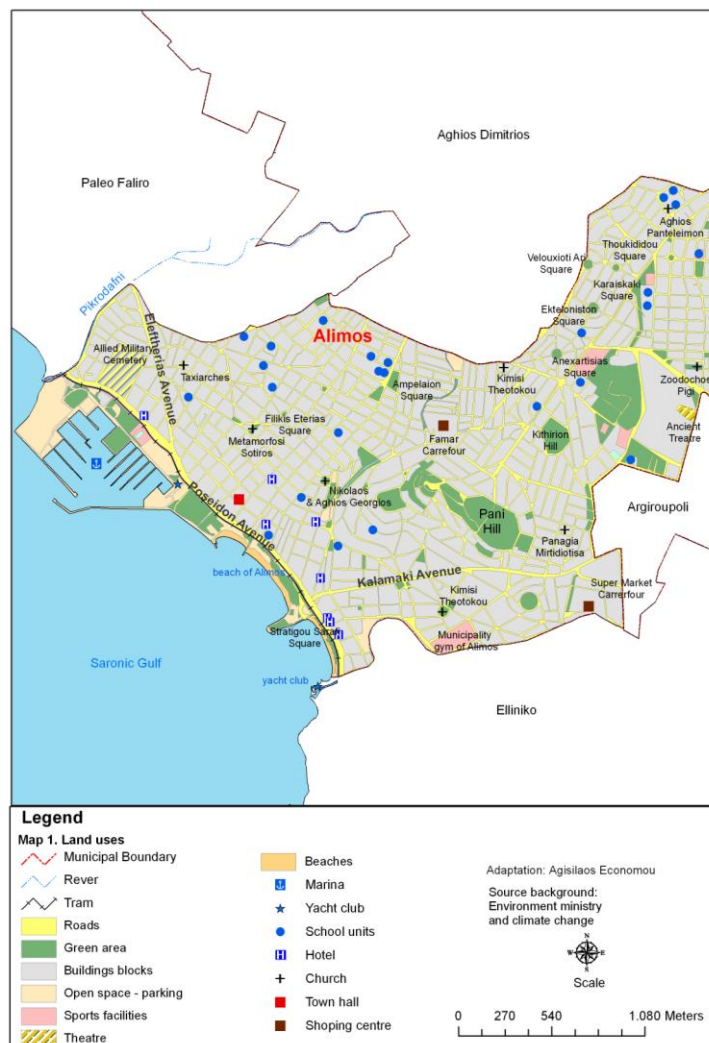 Aghios Dimitrios
Paleo Faliro
Aghios
Panteleimon
Thoukididou
Square
Velouxioti Ari
Square
Karaiskaki
Square
Pikrodafni
Ekteloniston
Square
Eleftherias Avenue
Alimos
Allied Military
Cemetery
Taxiarches
Anexartisias
Square
Kimisi
Theotokou
Zoodochos
Pigi
Ampelaion
Square
Filikis Eterias
Square
Metamorfosi
Sotiros
Famar
Carrefour
Kithirion
Hill
Ancient
Treatre
Nikolaos
& Aghios Georgios
Poseidon Avenue
Pani
Hill
Argiroupoli
Panagia
Mirtidiotisa
beach of Alimos
Kalamaki Avenue
Kimisi
Theotokou
Super Market
Carrerfour
Stratigou Sarafi
Square
Municipality
gym of Alimos
Saronic Gulf
yacht club
Elliniko
Legend
Map 1. Land uses
Municipal Boundary
Rever
Tram
Roads
Green area
Buildings blocks
Open space - parking
Sports facilities
Theatre
Beaches
Marina
Yacht club
School units
H Hotel
Church
Town hall
Shoping centre
Adaptation: Agisilaos Economou
Source background:
Environment ministry
and climate change
N
W E
S
Scale
0 270 540 1.080 Meters